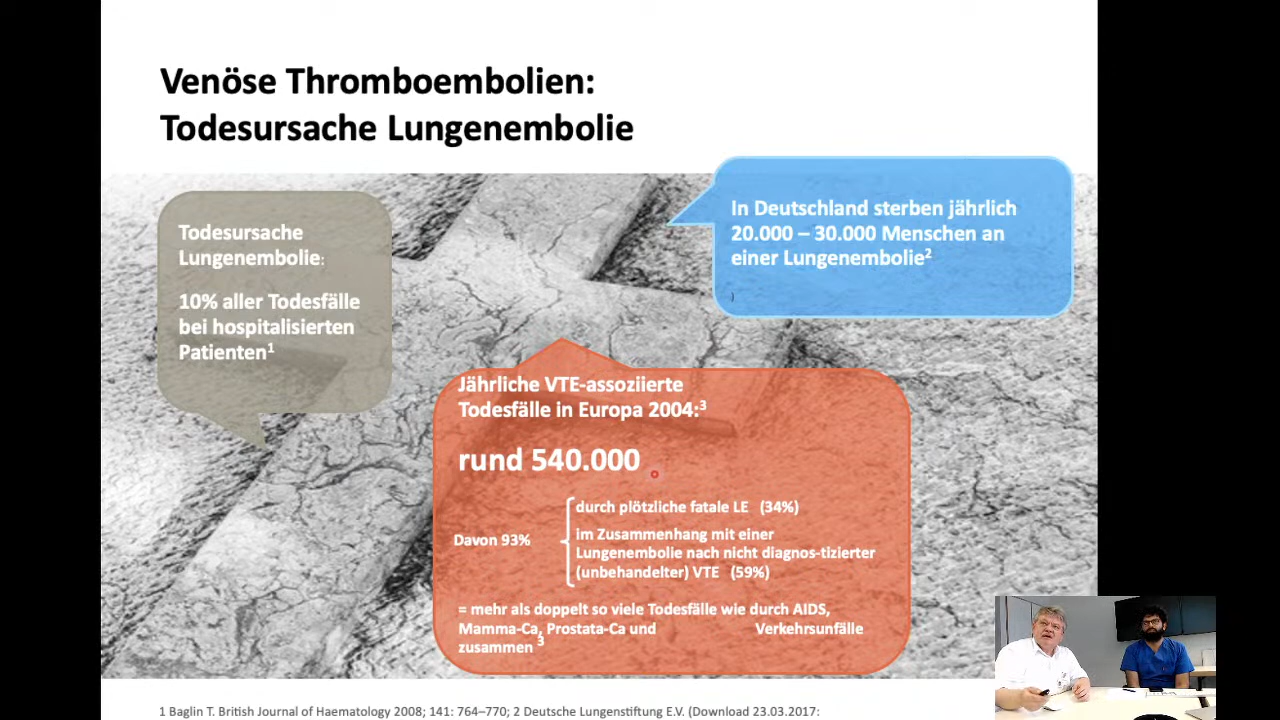 Venöse Thromboembolien:
Todesursache Lungenembolie
Todesursache
Lungenembolie:
10% aller Todesfälle
bei hospitalisierten
Patienten1
In Deutschland sterben jährlich
20.000 – 30.000 Menschen an
einer Lungenembolie2
)
Jährliche VTE-assoziierte
Todesfälle in Europa 2004:3
rund 540.000
Davon 93%
durch plötzliche fatale LE (34%)
im Zusammenhang mit einer
Lungenembolie nach nicht diagnos-tizierter
(unbehandelter) VTE (59%)
= mehr als doppelt so viele Todesfälle wie durch AIDS,
Mamma-Ca, Prostata-Ca und Verkehrsunfälle
zusammen 3
1 Baglin T. British Journal of Haematology 2008; 141: 764–770; 2 Deutsche Lungenstiftung E.V. (Download 23.03.2017: